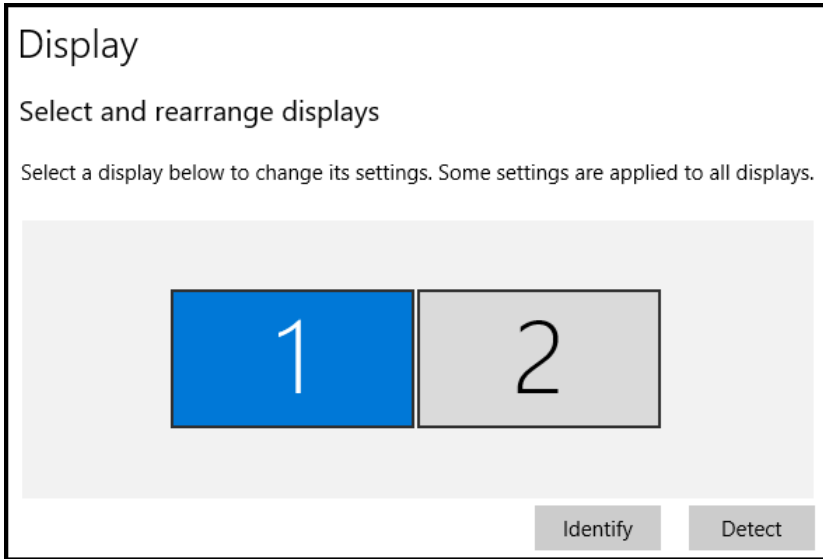 Display
Select and rearrange displays
Select a display below to change its settings. Some settings are applied to all displays.
1 2
Identify Detect